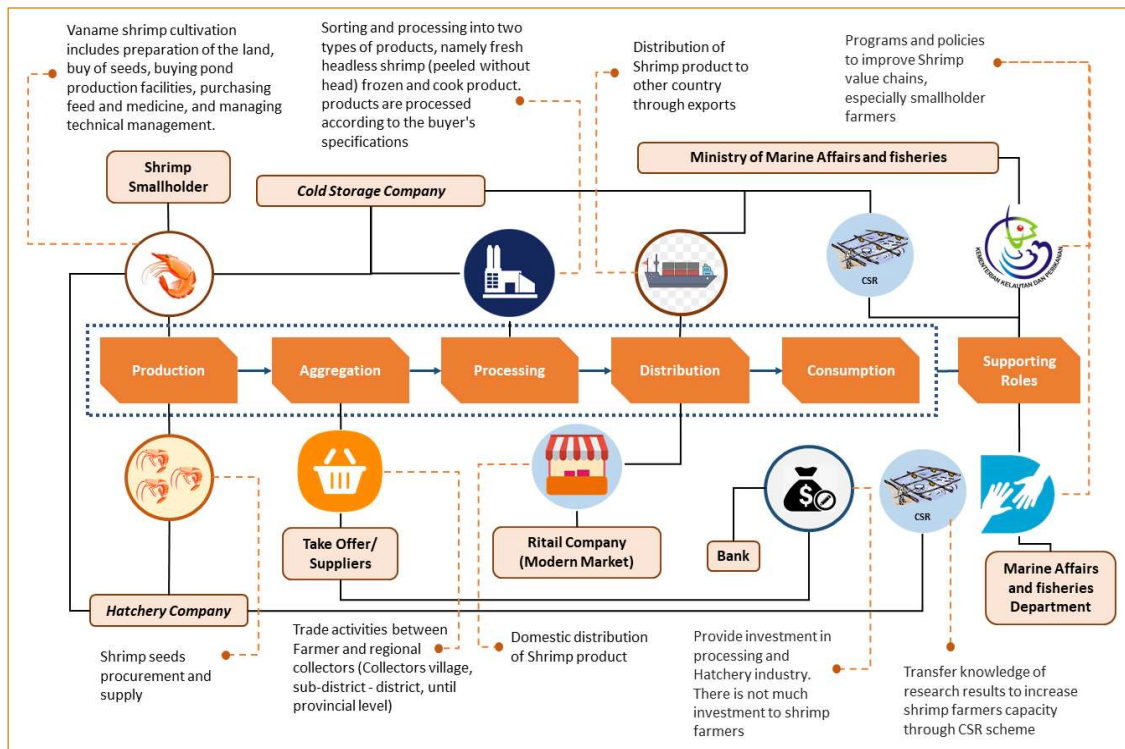 Vaname shrimp cultivation
includes preparation of the land,
buy of seeds, buying pond
production facilities, purchasing
feed and medicine, and managing
technical management.
Sorting and processing into two
types of products, namely fresh
headless shrimp (peeled without
head) frozen and cook product.
products are processed
according to the buyer's
specifications
Distribution of
Shrimp product to
other country
through exports
Programs and policies
to improve Shrimp
value chains,
especially smallholder
farmers
Shrimp
Smallholder
Cold Storage Company
Ministry of Marine Affairs and fisheries
CSR
KEMENTERIAN KELAUTAN DAN PERIKANAN
Production
Aggregation
Processing
Distribution
Consumption
Supporting
Roles
$
CSR
Take Offer/
Suppliers
Ritail Company
(Modern Market)
Bank
Marine Affairs
and fisheries
Department
Hatchery Company
Shrimp seeds
procurement and
supply
Trade activities between
Farmer and regional
collectors (Collectors village,
sub-district - district, until
provincial level)
Domestic distribution
of Shrimp product
Provide investment in
processing and
Hatchery industry.
There is not much
investment to shrimp
farmers
Transfer knowledge of
research results to increase
shrimp farmers capacity
through CSR scheme